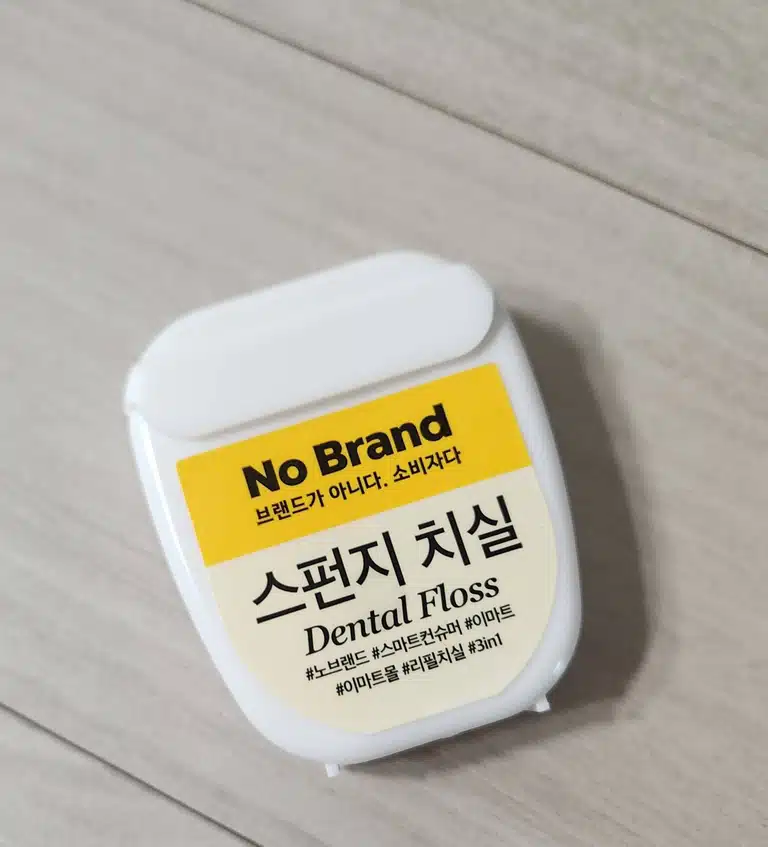 No Brand
브랜드가 아니다. 소비자다
스펀지 치실
Dental Floss
#노브랜드 #스마트컨슈머 #이마트
#이마트몰 #리필치실 #3in1